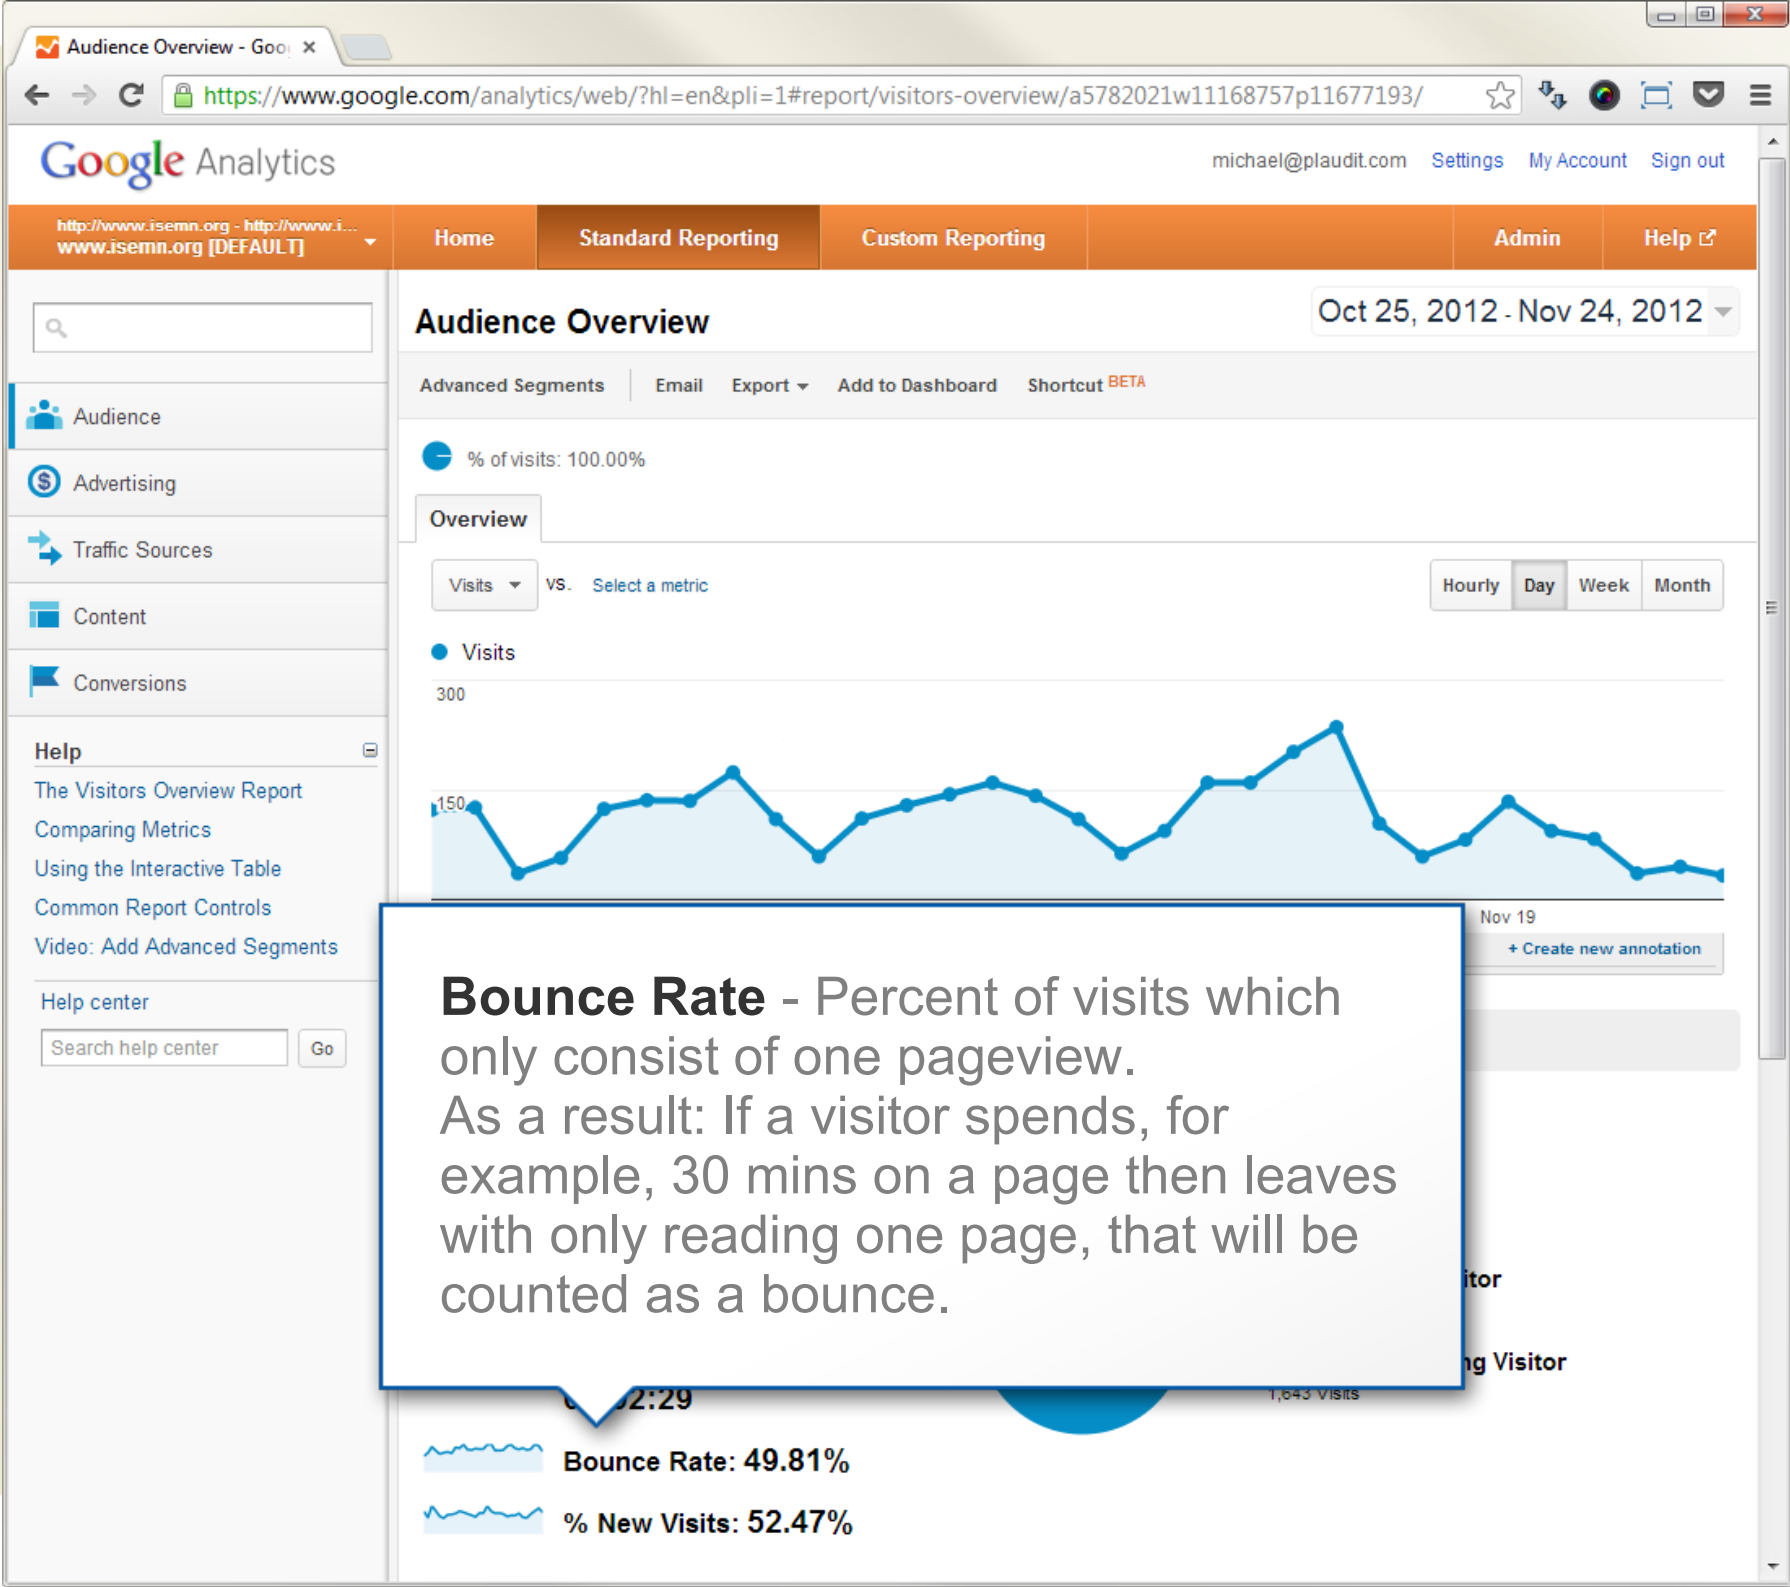 Audience Overview - Goo
https://www.google.com/analytics/web/?hl=en&pli=1#report/visitors-overview/a5782021w11168757p11677193/
Google Analytics
michael@plaudit.com Settings My Account Sign out
http://www.isemn.org - http://www.i...
www.isemn.org [DEFAULT]
Home Standard Reporting Custom Reporting Admin Help
Audience Overview
Oct 25, 2012 - Nov 24, 2012
Advanced Segments Email Export Add to Dashboard Shortcut BETA
Audience
Advertising
Traffic Sources
Content
Conversions
Help
The Visitors Overview Report
Comparing Metrics
Using the Interactive Table
Common Report Controls
Video: Add Advanced Segments
Help center
Search help center Go
% of visits: 100.00%
Overview
Visits VS. Select a metric
Hourly Day Week Month
Visits
300
150
Nov 19
+ Create new annotation
Bounce Rate - Percent of visits which
only consist of one pageview.
As a result: If a visitor spends, for
example, 30 mins on a page then leaves
with only reading one page, that will be
counted as a bounce.
itor
ng Visitor
1,643 Visits
2:29
Bounce Rate: 49.81%
% New Visits: 52.47%